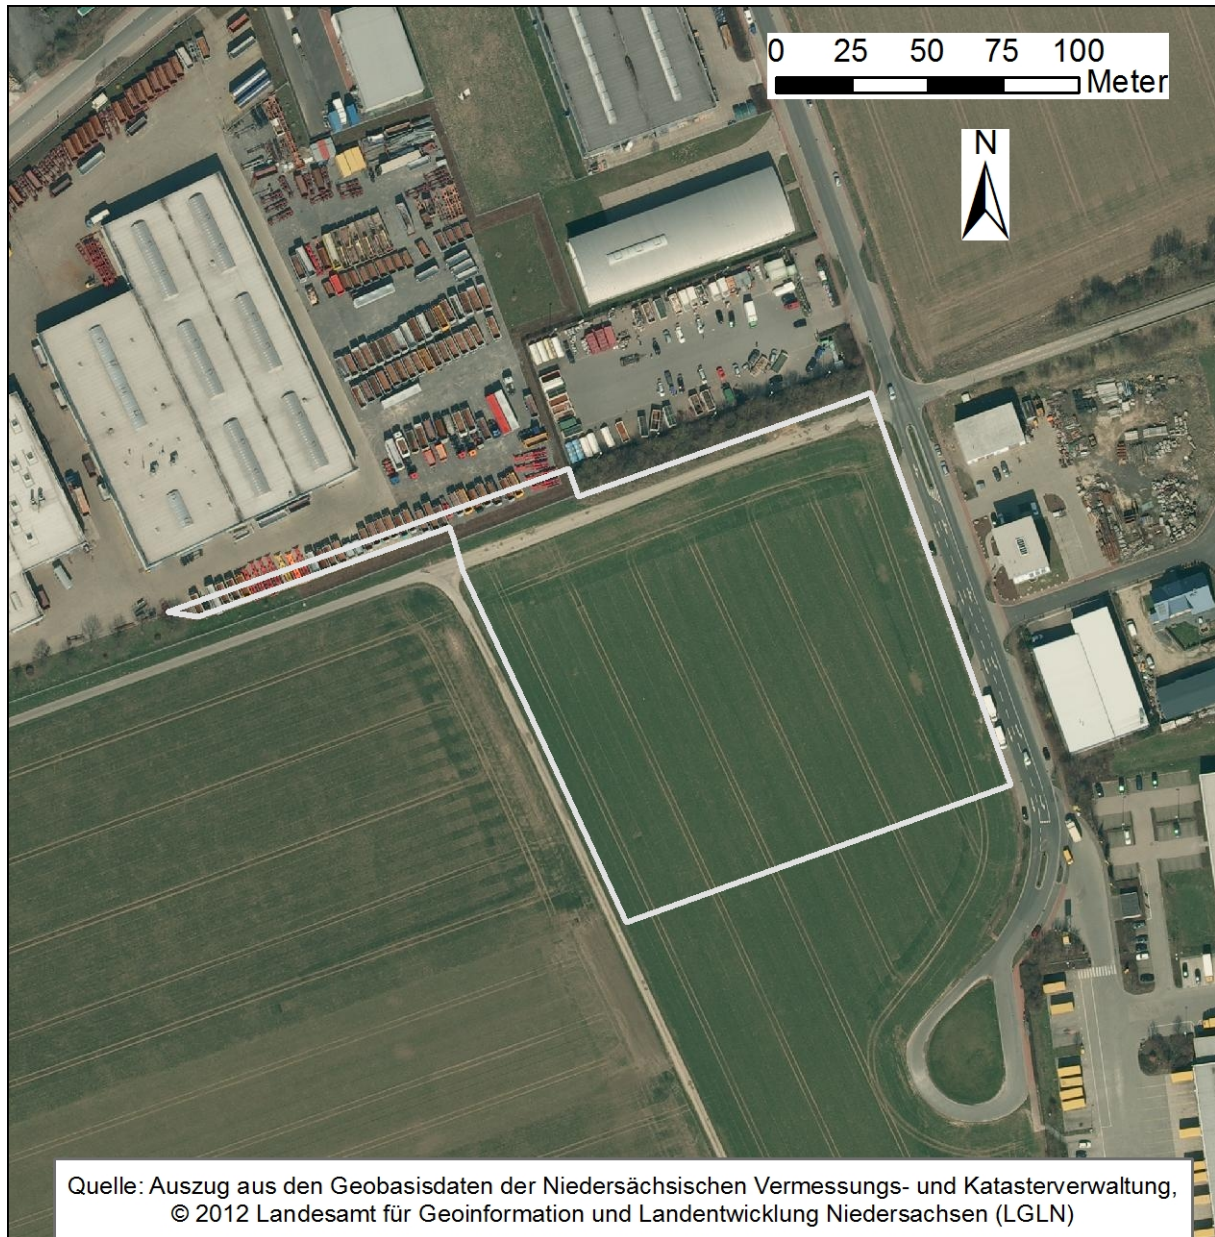 0 25 50 75 100
Meter
N
Quelle: Auszug aus den Geobasisdaten der Niedersächsischen Vermessungs- und Katasterverwaltung,
© 2012 Landesamt für Geoinformation und Landentwicklung Niedersachsen (LGLN)